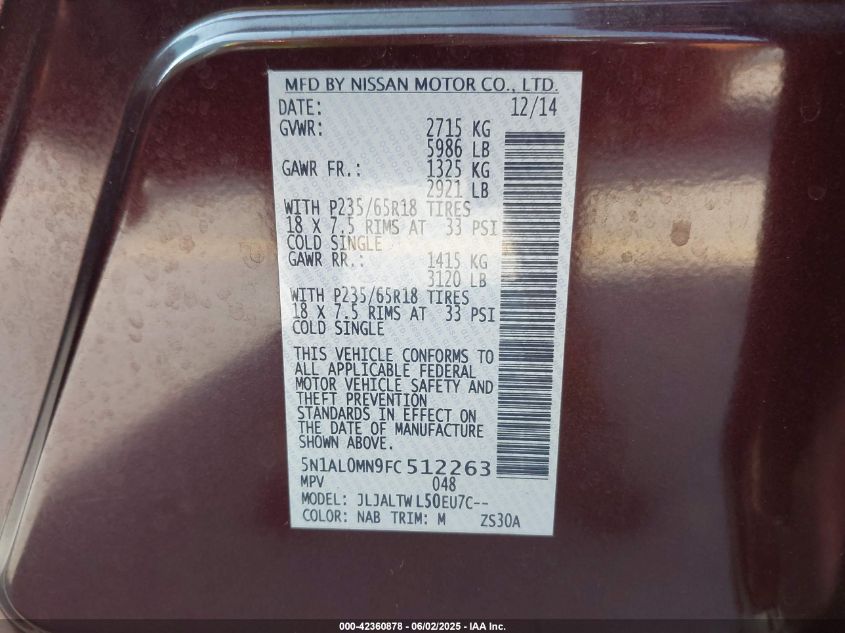 MFD BY NISSAN MOTOR CO., LTD.
DATE: 12/14
GVWR: 2715 KG
5986 LB
GAWR FR.: 1325 KG
2921 LB
WITH P235/65R18 TIRES
18 X 7.5 RIMS AT 33 PSI
COLD SINGLE
GAWR RR.: 1415 KG
3120 LB
WITH P235/65R18 TIRES
18 X 7.5 RIMS AT 33 PSI
COLD SINGLE
THIS VEHICLE CONFORMS TO
ALL APPLICABLE FEDERAL
MOTOR VEHICLE SAFETY AND
THEFT PREVENTION
STANDARDS IN EFFECT ON
THE DATE OF MANUFACTURE
SHOWN ABOVE.
5N1AL0MN9FC512263
MPV 048
MODEL: JLJALTWL50EU7C--
COLOR: NAB TRIM: M ZS30A
000-42360878 - 06/02/2025 - IAA Inc.